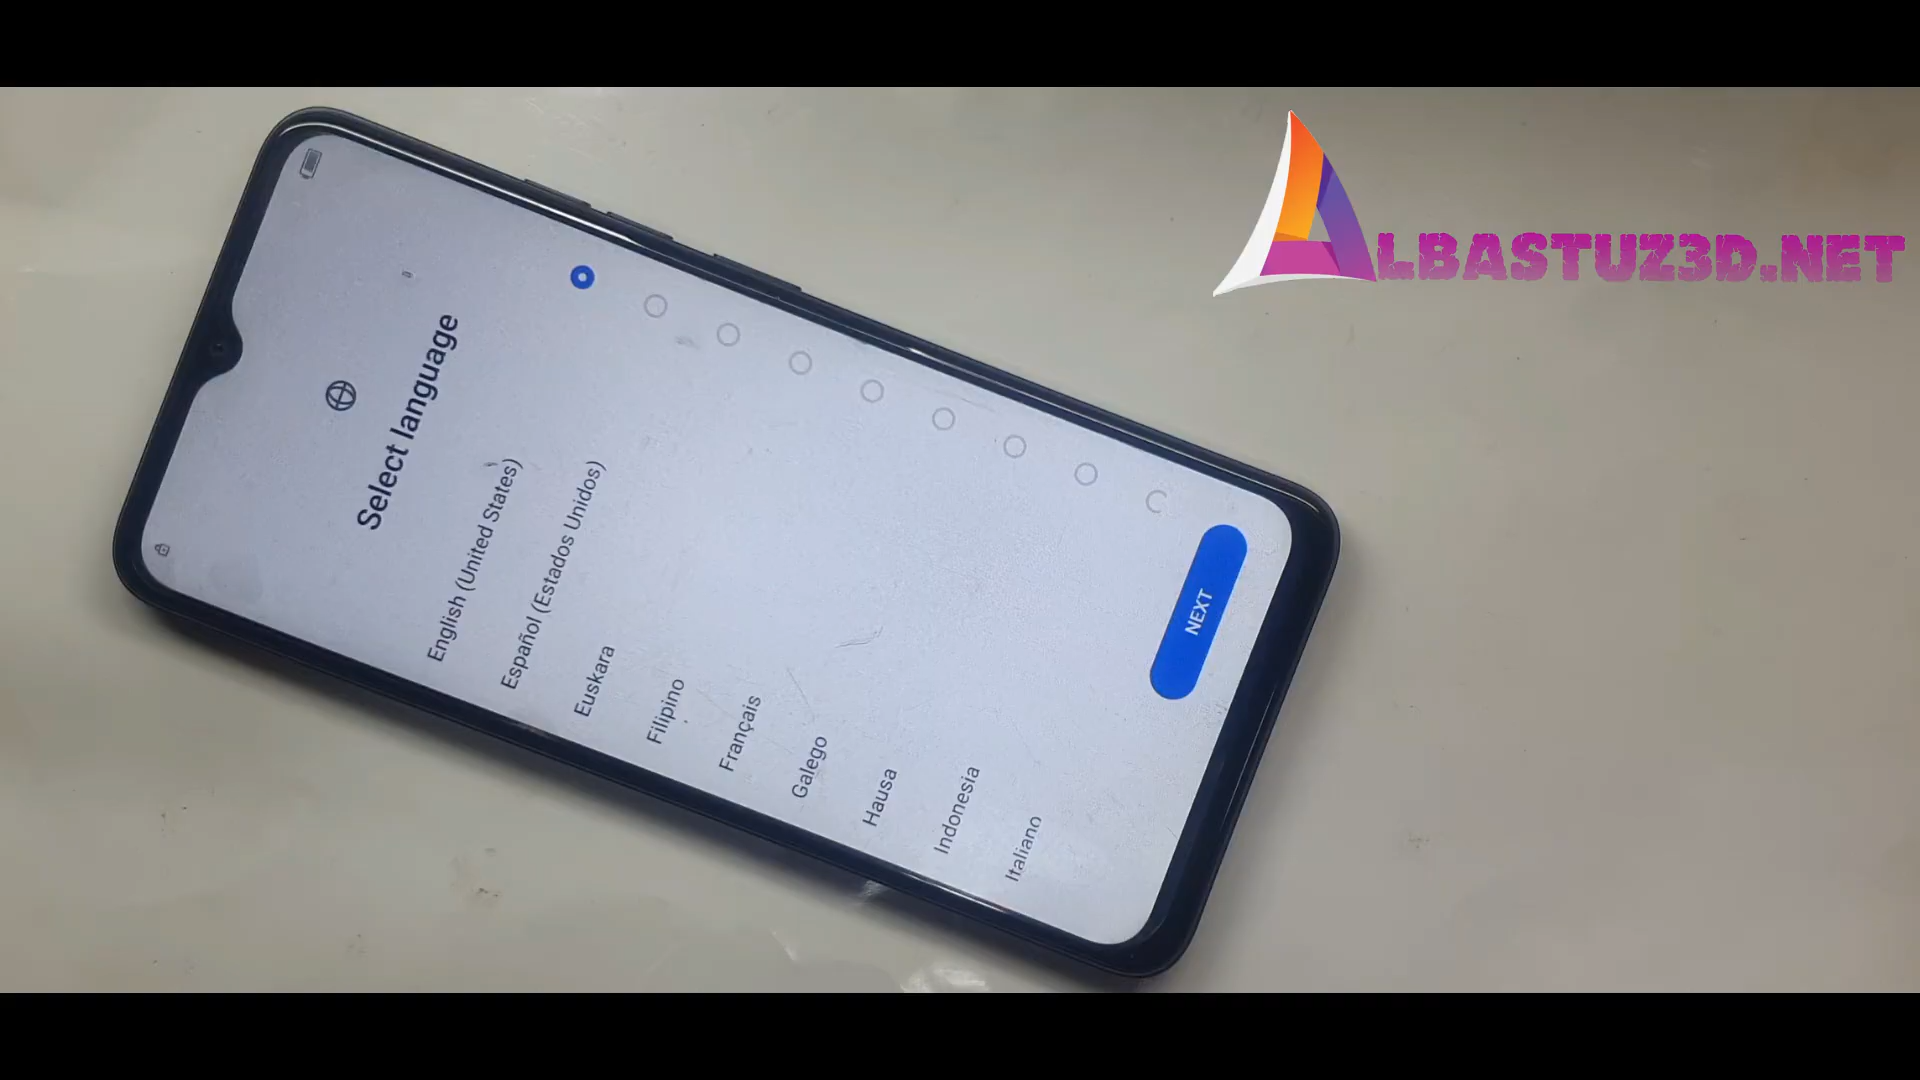 ALBASTUZ3D.NET
Select language
English (United States)
Español (Estados Unidos)
Euskara
Filipino
Français
Galego
Hausa
Indonesia
Italiano
NEXT